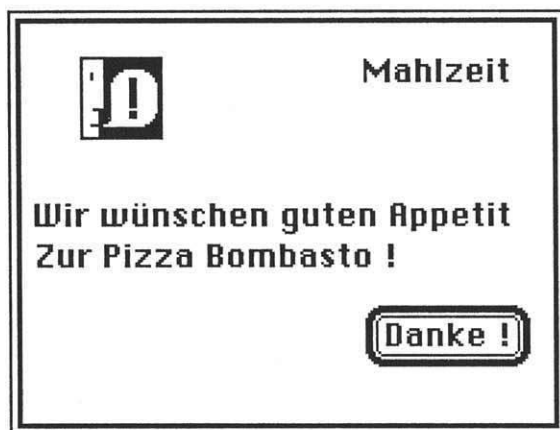 !
Mahlzeit
Wir wünschen guten Appetit
Zur Pizza Bombasto !
Danke !